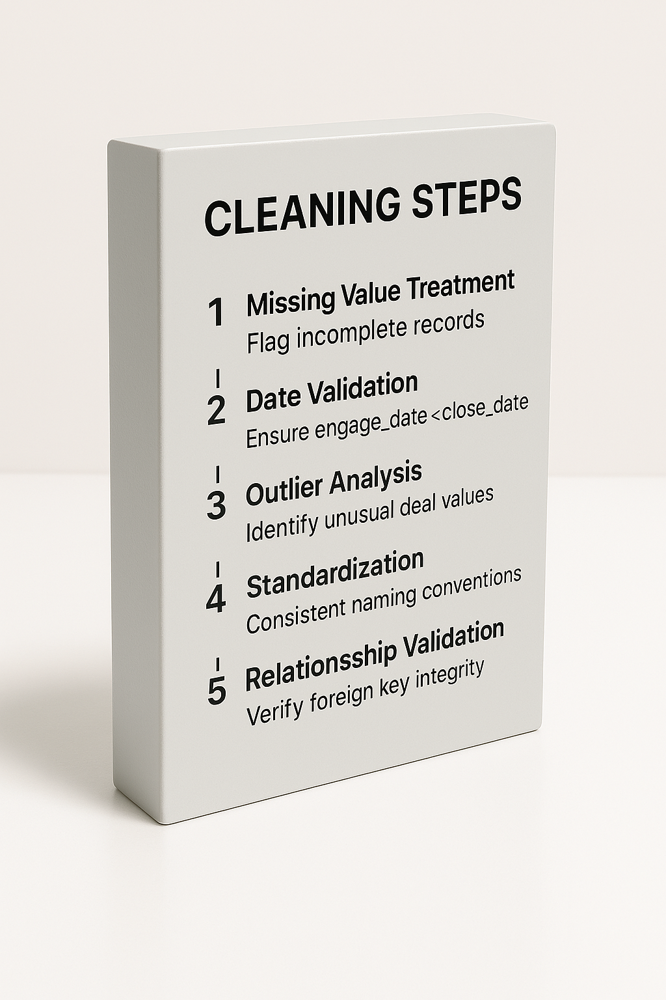 CLEANING STEPS
1 Missing Value Treatment
Flag incomplete records
2 Date Validation
Ensure engage_date <close_date
3 Outlier Analysis
Identify unusual deal values
4 Standardization
Consistent naming conventions
5 Relationsship Validation
Verify foreign key integrity